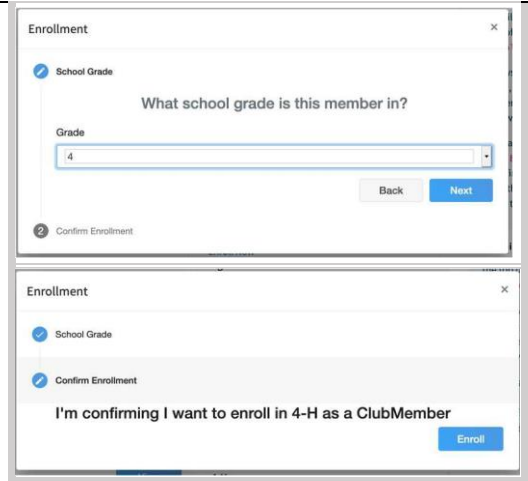 Enrollment ×
School Grade
What school grade is this member in?
Grade
4
Back Next
2 Confirm Enrollment
Enrollment ×
School Grade
Confirm Enrollment
I'm confirming I want to enroll in 4-H as a ClubMember
Enroll